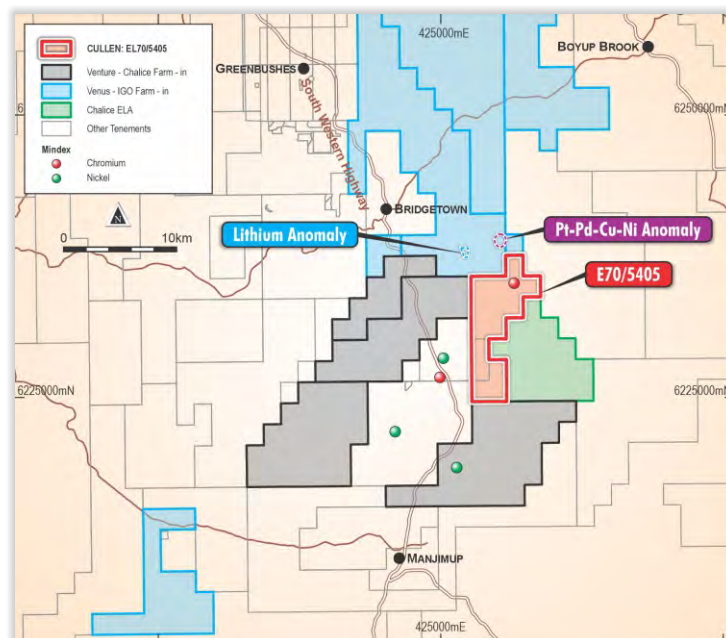 CULLEN: EL70/5405
Venture - Chalice Farm - in
Venus - IGO Farm - in
Chalice ELA
Other Tenements
Mindex
Chromium
Nickel
N
0 10km
425000mE
GREENBUSHES
BOYUP BROOK
South Western Highway
6250000mN
BRIDGETOWN
Lithium Anomaly
Pt-Pd-Cu-Ni Anomaly
E70/5405
6225000mN
6225000mN
MANJIMUP
425000mE